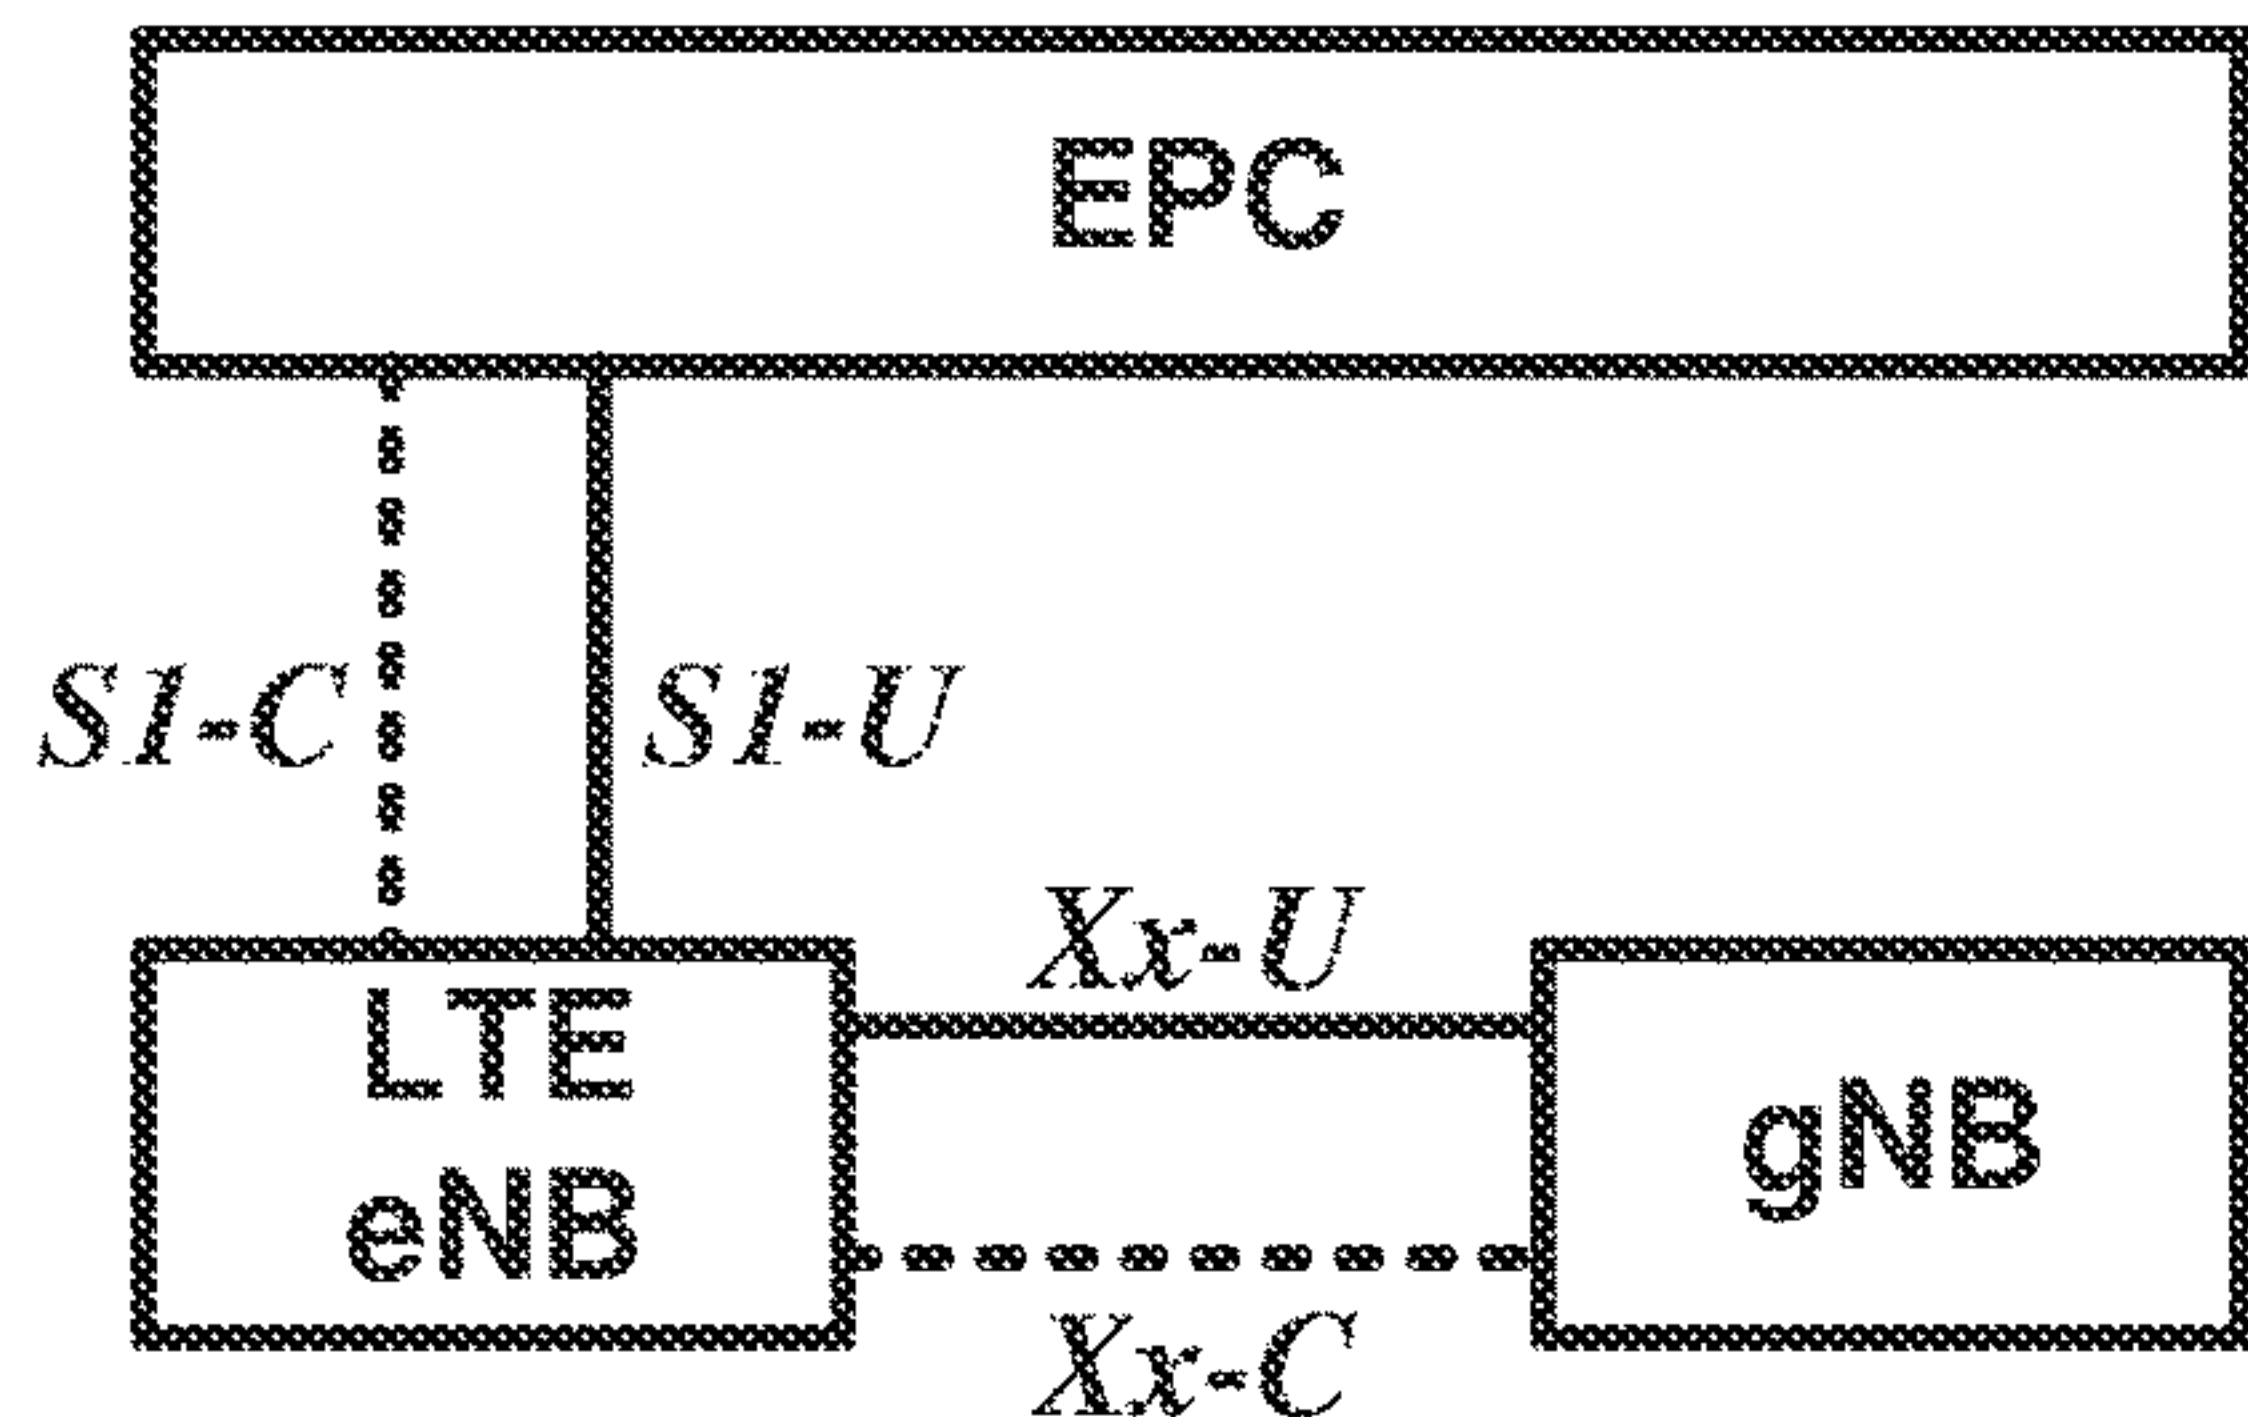 EPC
S1-C
S1-U
Xx-U
LTE
eNB
gNB
Xx-C